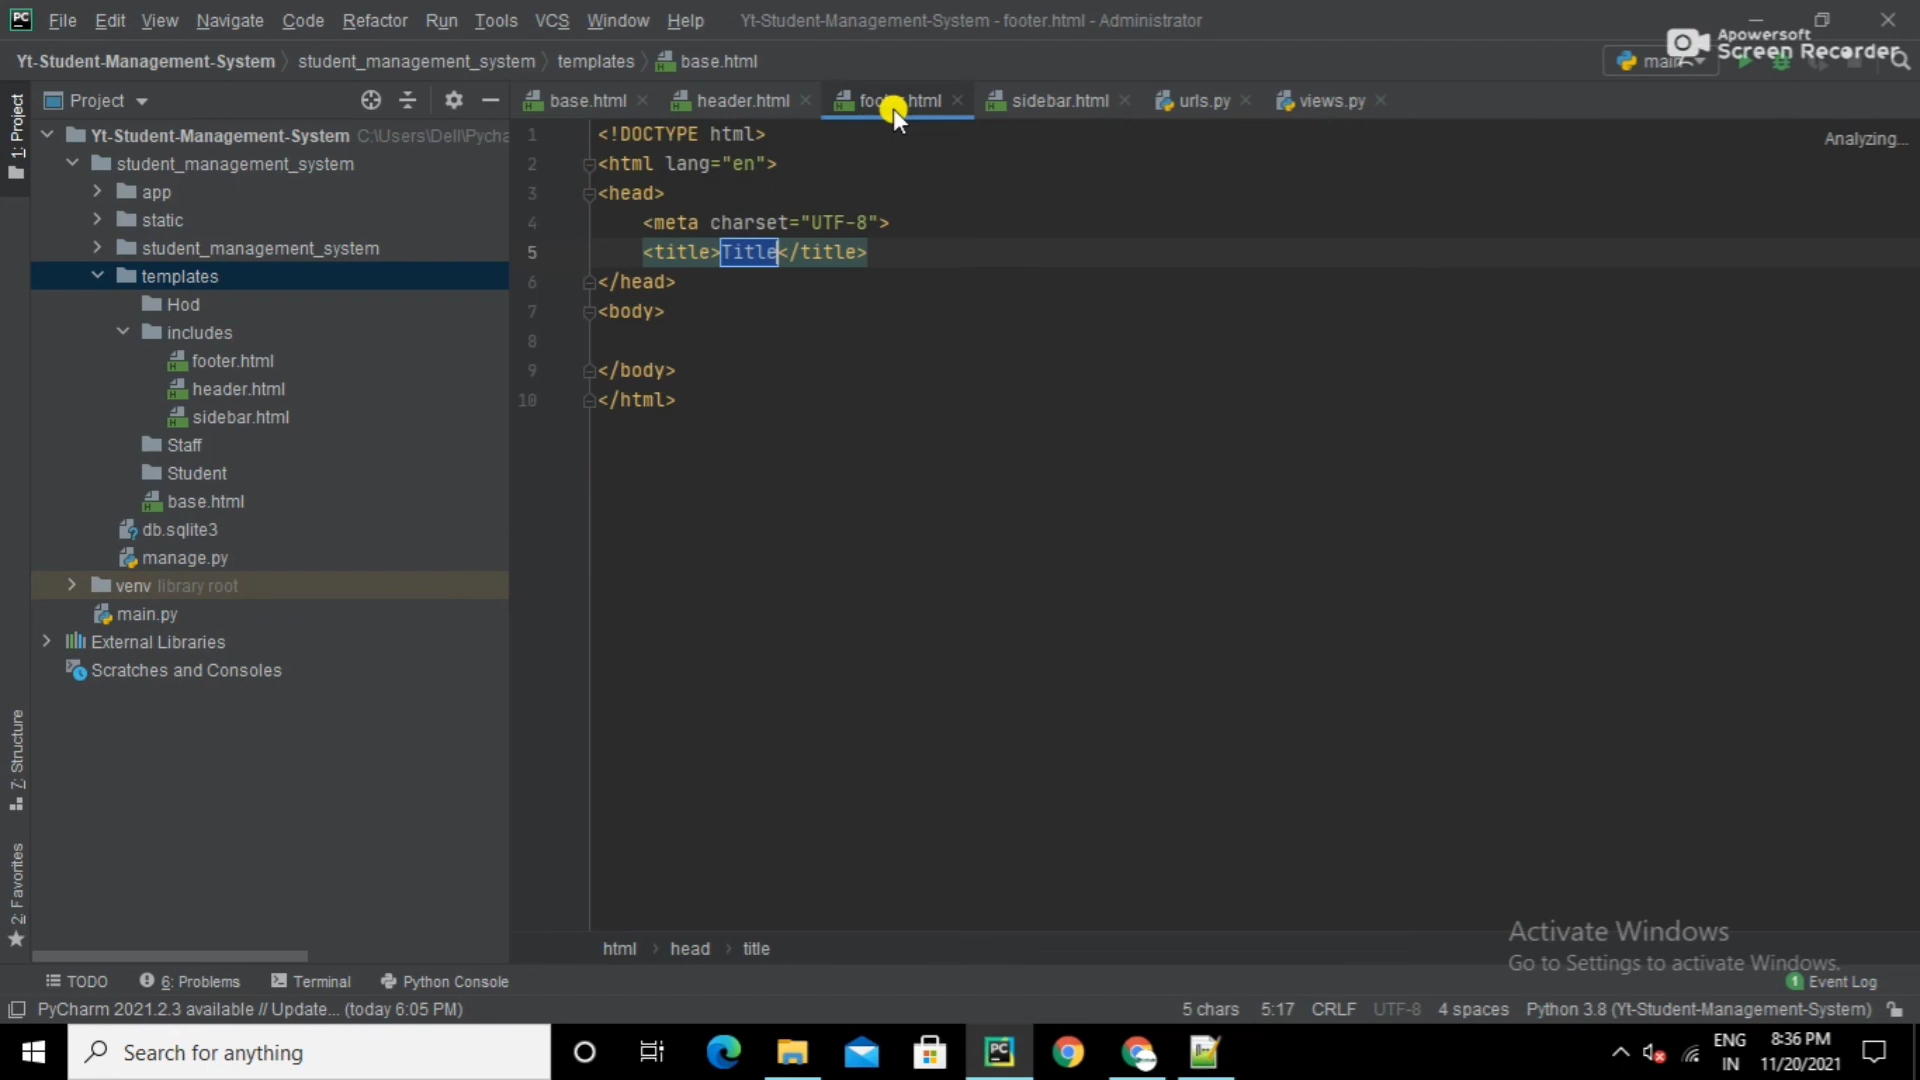 PC File Edit View Navigate Code Refactor Run Tools VCS Window Help Yt-Student-Management-System - footer.html - Administrator
Apowersoft
Screen Recorder
Yt-Student-Management-System student_management_system templates base.html main
Project base.html header.html footer.html sidebar.html urls.py views.py
1: Project
Yt-Student-Management-System C:\Users\Dell\Pycha
student_management_system
app
static
student_management_system
templates
Hod
includes
footer.html
header.html
sidebar.html
Staff
Student
base.html
db.sqlite3
manage.py
venv library root
main.py
External Libraries
Scratches and Consoles
Analyzing...
1 <!DOCTYPE html>
2 <html lang="en">
3 <head>
4 <meta charset="UTF-8">
5 <title>Title</title>
6 </head>
7 <body>
8
9 </body>
10 </html>
7: Structure
2: Favorites
html head title
Activate Windows
Go to Settings to activate Windows.
TODO 6: Problems Terminal Python Console 1 Event Log
PyCharm 2021.2.3 available // Update... (today 6:05 PM) 5 chars 5:17 CRLF UTF-8 4 spaces Python 3.8 (Yt-Student-Management-System)
Search for anything
PC
ENG
IN
8:36 PM
11/20/2021